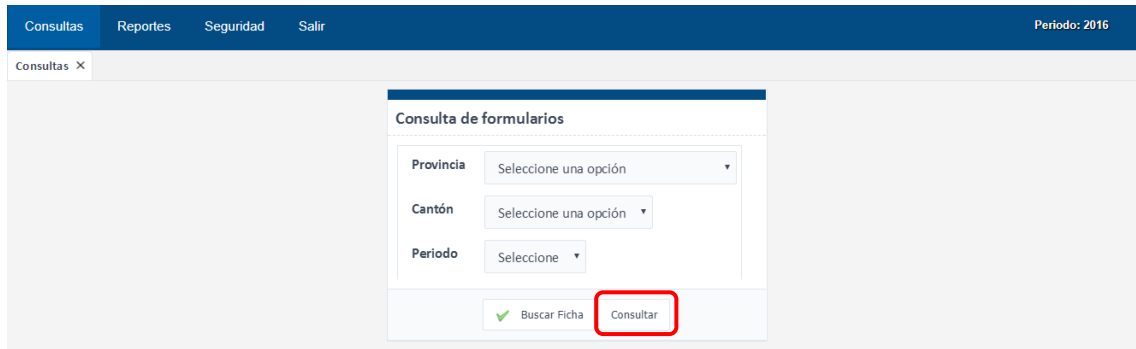 Consultas Reportes Seguridad Salir Periodo: 2016
Consultas ×
Consulta de formularios
Provincia Seleccione una opción
Cantón Seleccione una opción
Periodo Seleccione
Buscar Ficha Consultar